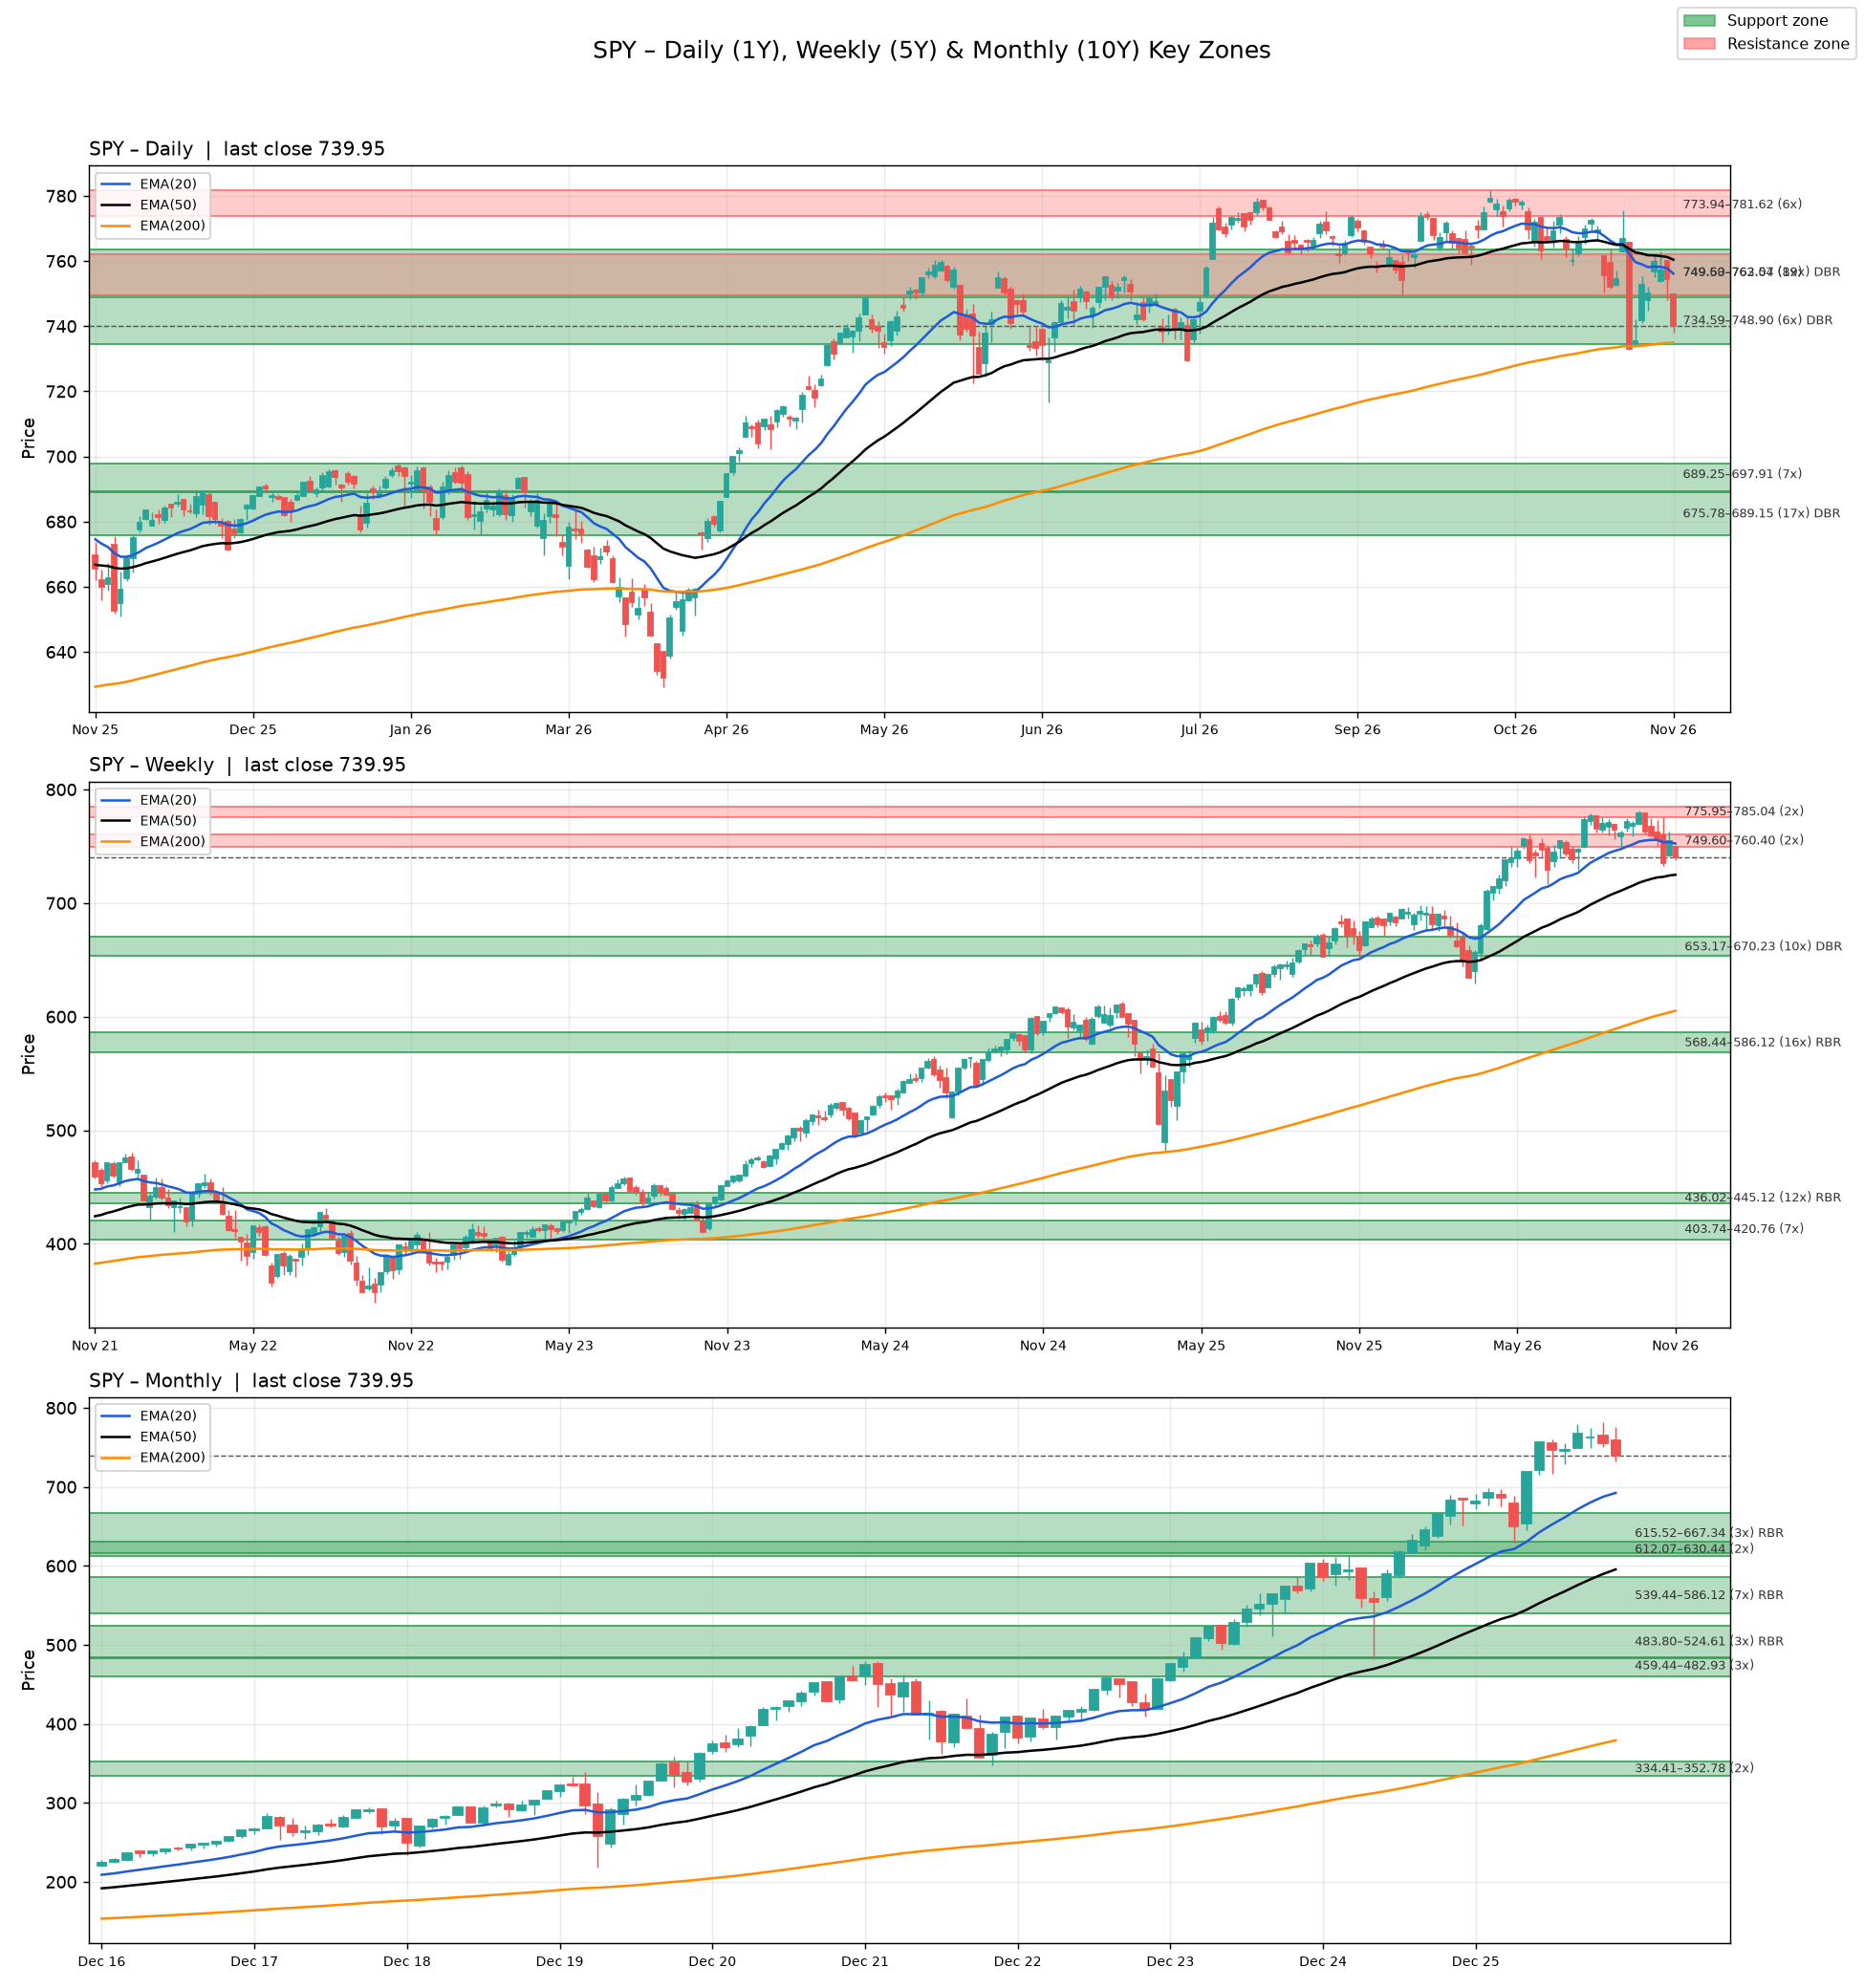 Support zone
Resistance zone
SPY – Daily (1Y), Weekly (5Y) & Monthly (10Y) Key Zones
SPY – Daily | last close 739.95
EMA(20)
EMA(50)
EMA(200)
Price
780
760
740
720
700
680
660
640
773.94–781.62 (6x)
DBR
734.59–748.90 (6x) DBR
689.25–697.91 (7x)
675.78–689.15 (17x) DBR
Nov 25
Dec 25
Jan 26
Mar 26
Apr 26
May 26
Jun 26
Jul 26
Sep 26
Oct 26
Nov 26
SPY – Weekly | last close 739.95
EMA(20)
EMA(50)
EMA(200)
Price
800
700
600
500
400
775.95–785.04 (2x)
749.60–760.40 (2x)
653.17–670.23 (10x) DBR
568.44–586.12 (16x) RBR
436.02–445.12 (12x) RBR
403.74–420.76 (7x)
Nov 21
May 22
Nov 22
May 23
Nov 23
May 24
Nov 24
May 25
Nov 25
May 26
Nov 26
SPY – Monthly | last close 739.95
EMA(20)
EMA(50)
EMA(200)
Price
800
700
600
500
400
300
200
615.52–667.34 (3x) RBR
612.07–630.44 (2x)
539.44–586.12 (7x) RBR
483.80–524.61 (3x) RBR
459.44–482.93 (3x)
334.41–352.78 (2x)
Dec 16
Dec 17
Dec 18
Dec 19
Dec 20
Dec 21
Dec 22
Dec 23
Dec 24
Dec 25